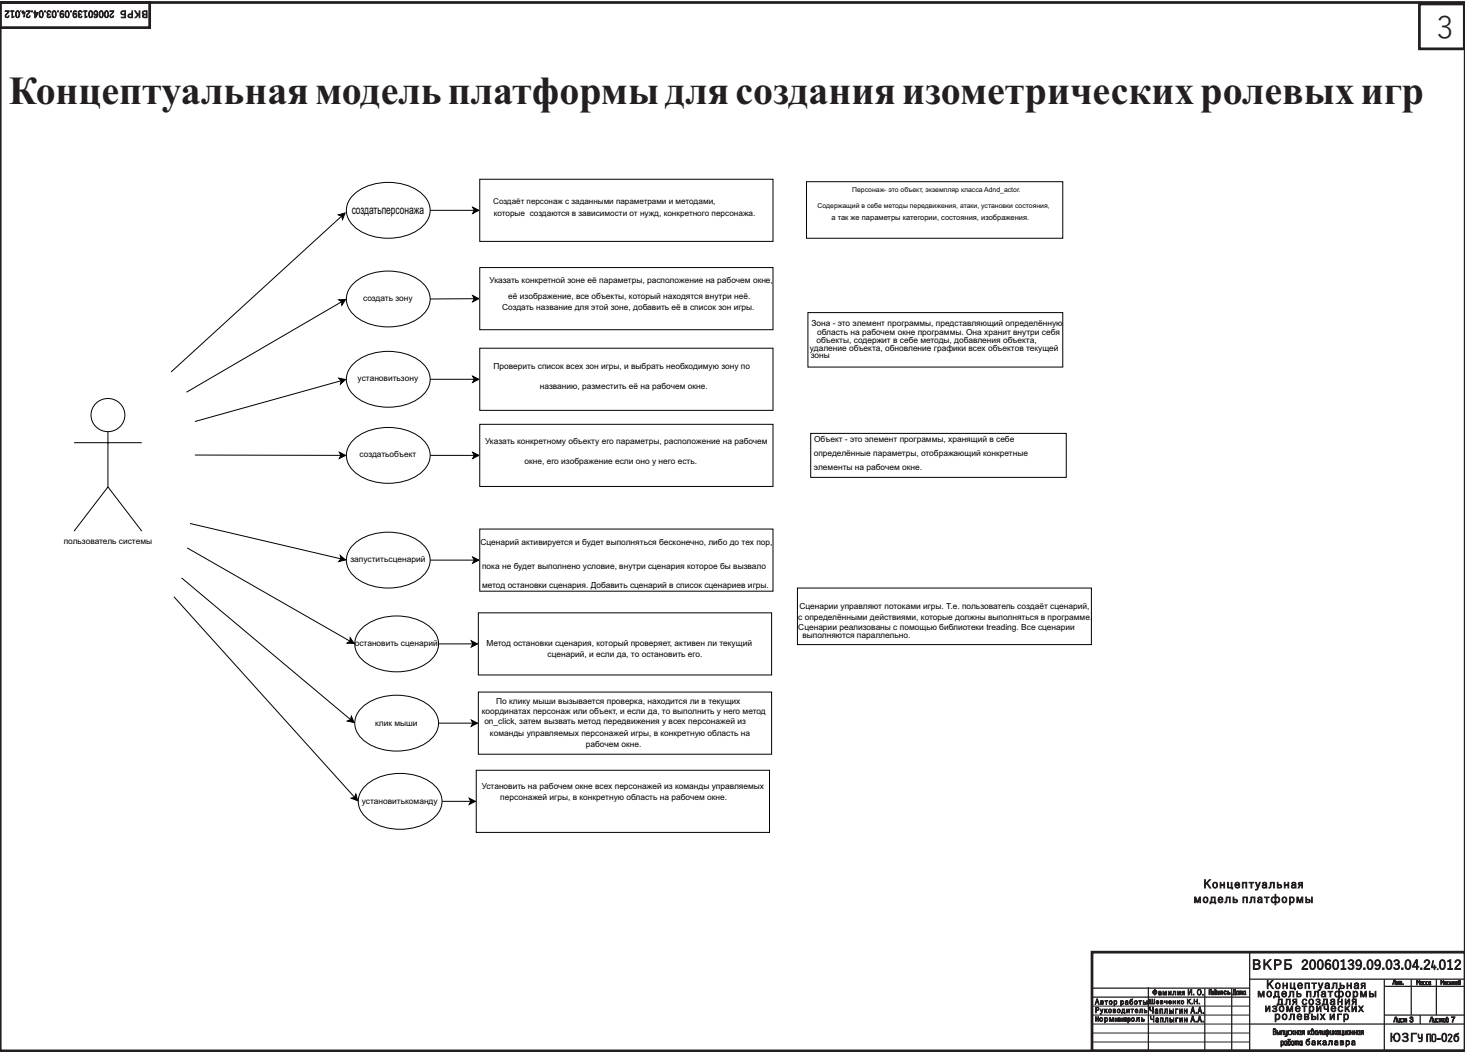 ВКРБ 20060139.09.03.04.24.012
3
Концептуальная модель платформы для создания изометрических ролевых игр
создатьперсонажа
Создаёт персонаж с заданными параметрами и методами,
которые создаются в зависимости от нужд, конкретного персонажа.
Персонаж- это объект, экземпляр класса Adnd_actor.
Содержащий в себе методы передвижения, атаки, установки состояния,
а так же параметры категории, состояния, изображения.
создать зону
Указать конкретной зоне её параметры, расположение на рабочем окне,
её изображение, все объекты, который находятся внутри неё.
Создать название для этой зоне, добавить её в список зон игры.
Зона - это элемент программы, представляющий определённую
область на рабочем окне программы. Она хранит внутри себя
объекты, содержит в себе методы, добавления объекта,
удаление объекта, обновление графики всех объектов текущей
зоны
установитьзону
Проверить список всех зон игры, и выбрать необходимую зону по
названию, разместить её на рабочем окне.
создатьобъект
Указать конкретному объекту его параметры, расположение на рабочем
окне, его изображение если оно у него есть.
Объект - это элемент программы, хранящий в себе
определённые параметры, отображающий конкретные
элементы на рабочем окне.
пользователь системы
запуститьсценарий
Сценарий активируется и будет выполняться бесконечно, либо до тех пор,
пока не будет выполнено условие, внутри сценария которое бы вызвало
метод остановки сценария. Добавить сценарий в список сценариев игры.
Сценарии управляют потоками игры. Т.е. пользователь создаёт сценарий,
с определёнными действиями, которые должны выполняться в программе.
Сценарии реализованы с помощью библиотеки treading. Все сценарии
выполняются параллельно.
остановить сценарий
Метод остановки сценария, который проверяет, активен ли текущий
сценарий, и если да, то остановить его.
клик мыши
По клику мыши вызывается проверка, находится ли в текущих
координатах персонаж или объект, и если да, то выполнить у него метод
on_click, затем вызвать метод передвижения у всех персонажей из
команды управляемых персонажей игры, в конкретную область на
рабочем окне.
установитькоманду
Установить на рабочем окне всех персонажей из команды управляемых
персонажей игры, в конкретную область на рабочем окне.
Концептуальная
модель платформы
ВКРБ 20060139.09.03.04.24.012
Фамилия И. О. Подпись Дата
Автор работы Шевченко К.Н.
Руководитель Чаплыгин А.А.
Нормконтроль Чаплыгин А.А.
Концептуальная
модель платформы
для создания
изометрических
ролевых игр
Лит. Масса Масштаб
Лист 3 Листов 7
Выпускная квалификационная
работа бакалавра
ЮЗГУ ПО-02б